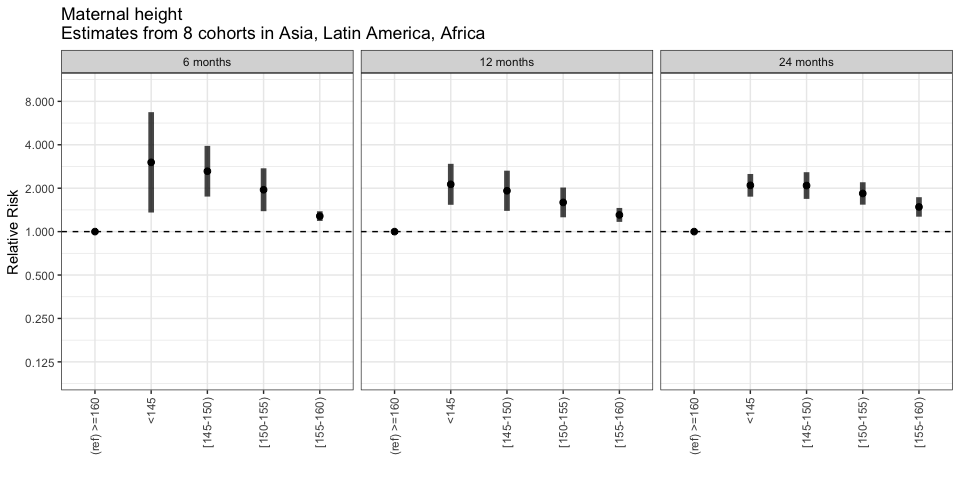 Maternal height
Estimates from 8 cohorts in Asia, Latin America, Africa
6 months
12 months
24 months
Relative Risk
8.000
4.000
2.000
1.000
0.500
0.250
0.125
(ref) >=160
<145
[145-150)
[150-155)
[155-160)
(ref) >=160
<145
[145-150)
[150-155)
[155-160)
(ref) >=160
<145
[145-150)
[150-155)
[155-160)